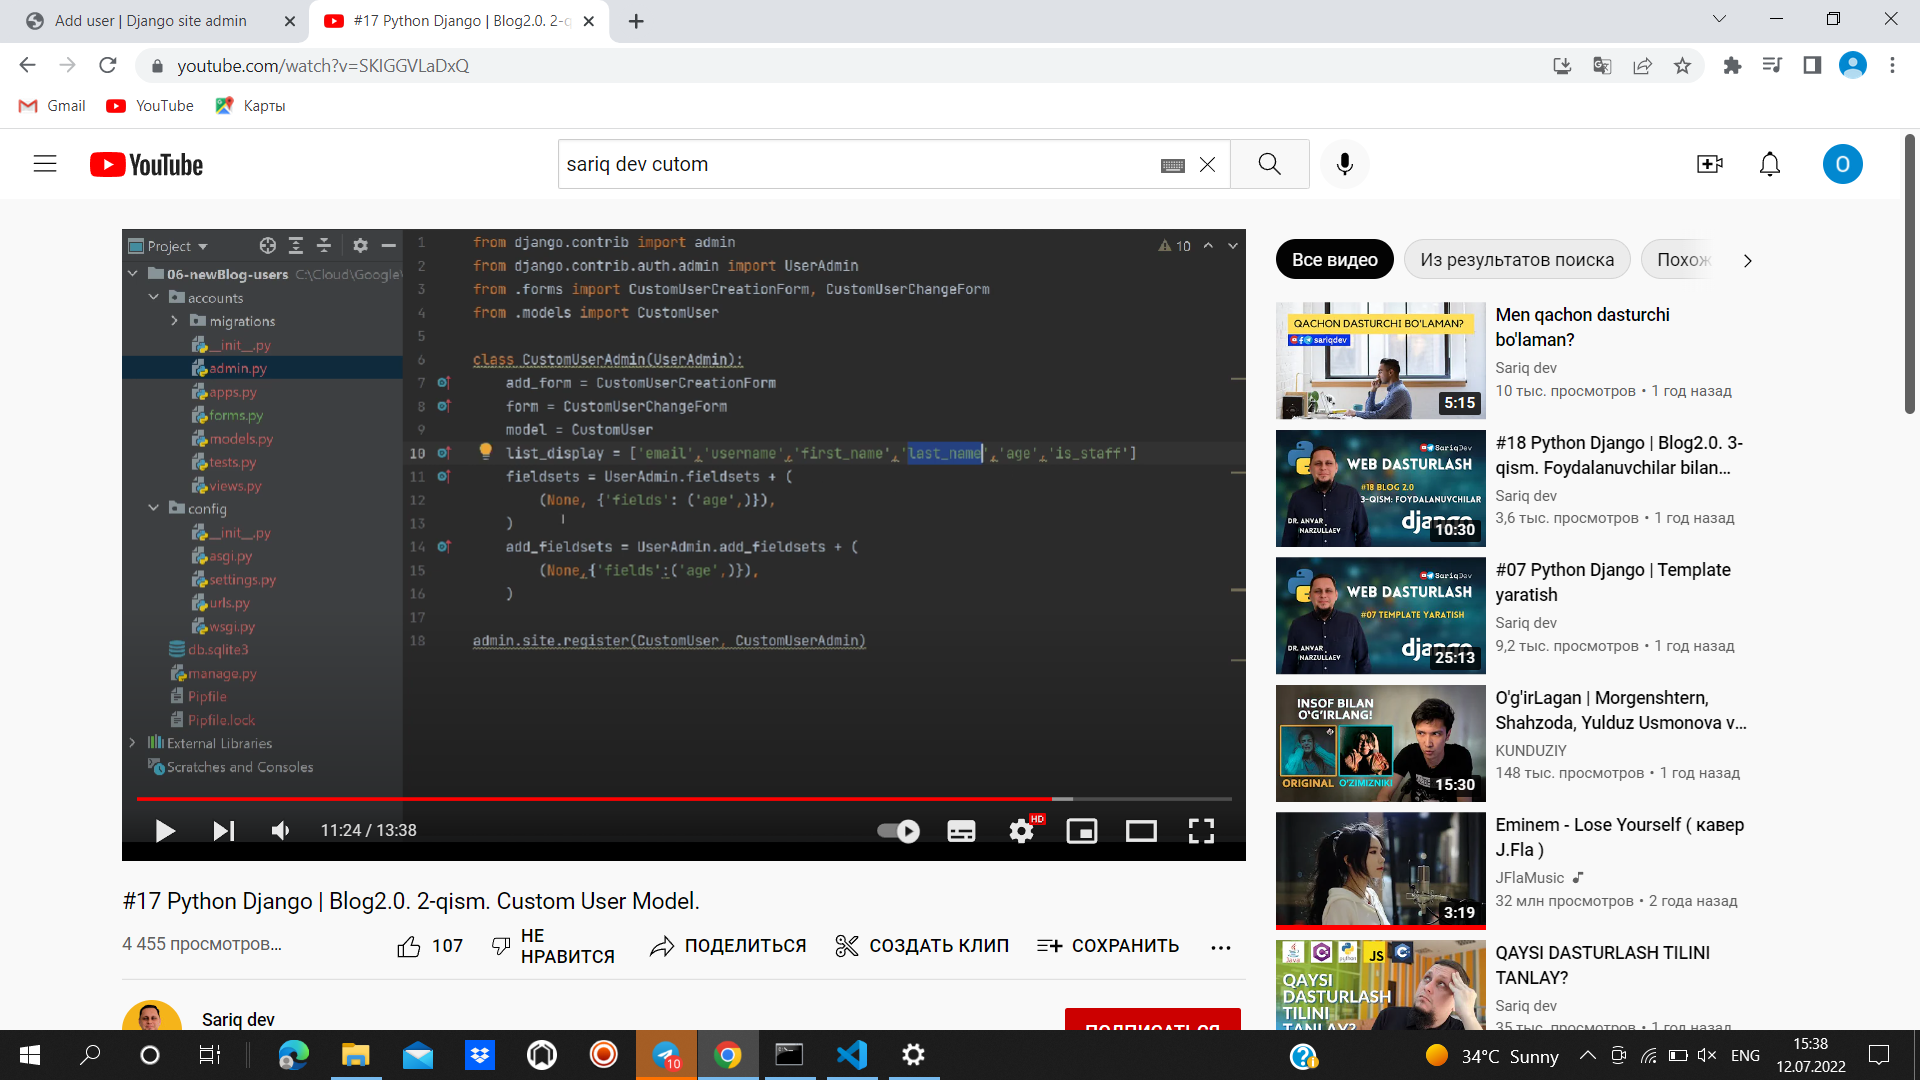 Add user | Django site admin
#17 Python Django | Blog2.0. 2-q
youtube.com/watch?v=SKIGGVLaDxQ
Gmail
YouTube
Карты
YouTube
sariq dev cutom
O
Project
06-newBlog-users C:\Cloud\Google
accounts
migrations
__init__.py
admin.py
apps.py
forms.py
models.py
tests.py
views.py
config
__init__.py
asgi.py
settings.py
urls.py
wsgi.py
db.sqlite3
manage.py
Pipfile
Pipfile.lock
External Libraries
Scratches and Consoles
10
1 from django.contrib import admin
2 from django.contrib.auth.admin import UserAdmin
3 from .forms import CustomUserCreationForm, CustomUserChangeForm
4 from .models import CustomUser
5
6 class CustomUserAdmin(UserAdmin):
7 add_form = CustomUserCreationForm
8 form = CustomUserChangeForm
9 model = CustomUser
10 list_display = ['email','username','first_name','last_name','age','is_staff']
11 fieldsets = UserAdmin.fieldsets + (
12 (None, {'fields': ('age',)}),
13 )
14 add_fieldsets = UserAdmin.add_fieldsets + (
15 (None,{'fields':('age',)}),
16 )
17
18 admin.site.register(CustomUser, CustomUserAdmin)
11:24 / 13:38
HD
#17 Python Django | Blog2.0. 2-qism. Custom User Model.
4 455 просмотров...
107
НЕ
НРАВИТСЯ
ПОДЕЛИТЬСЯ
СОЗДАТЬ КЛИП
СОХРАНИТЬ
Sariq dev
ПОДПИСАТЬСЯ
Все видео
Из результатов поиска
Похож
QACHON DASTURCHI BO'LAMAN?
sariqdev
5:15
Men qachon dasturchi
bo'laman?
Sariq dev
10 тыс. просмотров • 1 год назад
SariqDev
WEB DASTURLASH
#18 BLOG 2.0
3-QISM: FOYDALANUVCHILAR
DR. ANVAR
NARZULLAEV
django
10:30
#18 Python Django | Blog2.0. 3-
qism. Foydalanuvchilar bilan...
Sariq dev
3,6 тыс. просмотров • 1 год назад
SariqDev
WEB DASTURLASH
#07 TEMPLATE YARATISH
DR. ANVAR
NARZULLAEV
django
25:13
#07 Python Django | Template
yaratish
Sariq dev
9,2 тыс. просмотров • 1 год назад
INSOF BILAN
O'G'IRLANG!
ORIGINAL
O'ZIMIZNIKI
15:30
O'g'irLagan | Morgenshtern,
Shahzoda, Yulduz Usmonova v...
KUNDUZIY
148 тыс. просмотров • 1 год назад
3:19
Eminem - Lose Yourself ( кавер
J.Fla )
JFlaMusic
32 млн просмотров • 2 года назад
JS
QAYSI
DASTURLASH
TILINI
TANLAY?
QAYSI DASTURLASH TILINI
TANLAY?
Sariq dev
35 тыс. просмотров • 1 год назад
10
34°C Sunny
ENG
15:38
12.07.2022